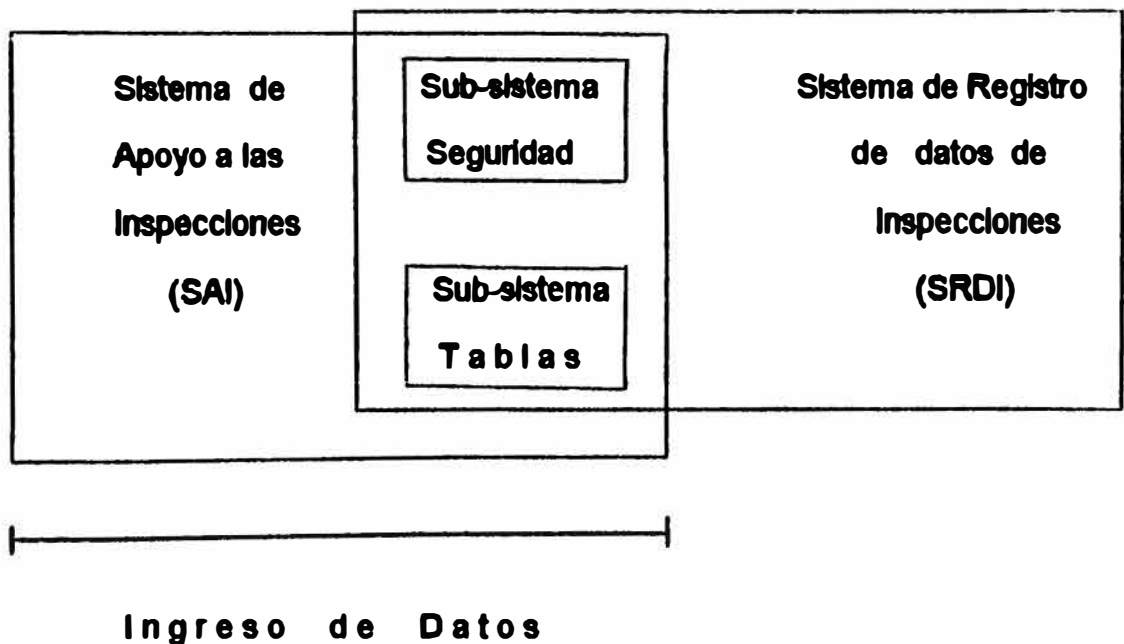 Sistema de
Apoyo a las
Inspecciones
(SAI)
Sub-sistema
Seguridad
Sub-sistema
Tablas
Sistema de Registro
de datos de
Inspecciones
(SRDI)
Ingreso de Datos